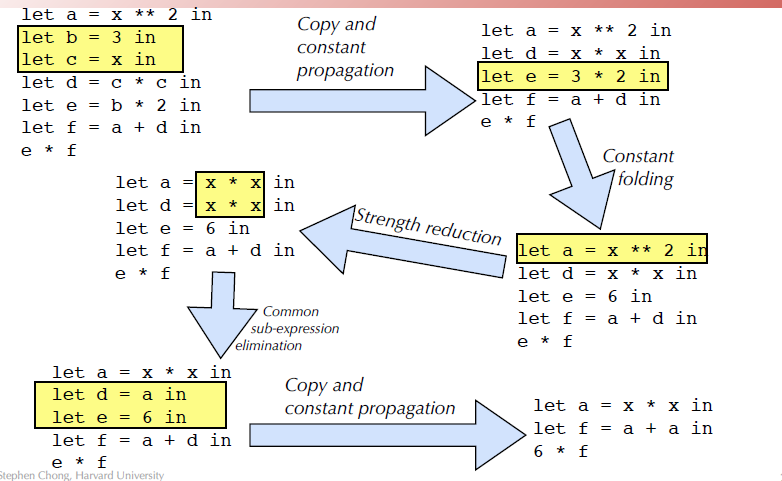 let a = x ** 2 in
let b = 3 in
let c = x in
let d = c * c in
let e = b * 2 in
let f = a + d in
e * f
Copy and
constant
propagation
let a = x ** 2 in
let d = x * x in
let e = 3 * 2 in
let f = a + d in
e * f
Constant
folding
let a = x ** 2 in
let d = x * x in
let e = 6 in
let f = a + d in
e * f
Strength reduction
let a = x * x in
let d = x * x in
let e = 6 in
let f = a + d in
e * f
Common
sub-expression
elimination
let a = x * x in
let d = a in
let e = 6 in
let f = a + d in
e * f
Copy and
constant propagation
let a = x * x in
let f = a + a in
6 * f
Stephen Chong, Harvard University